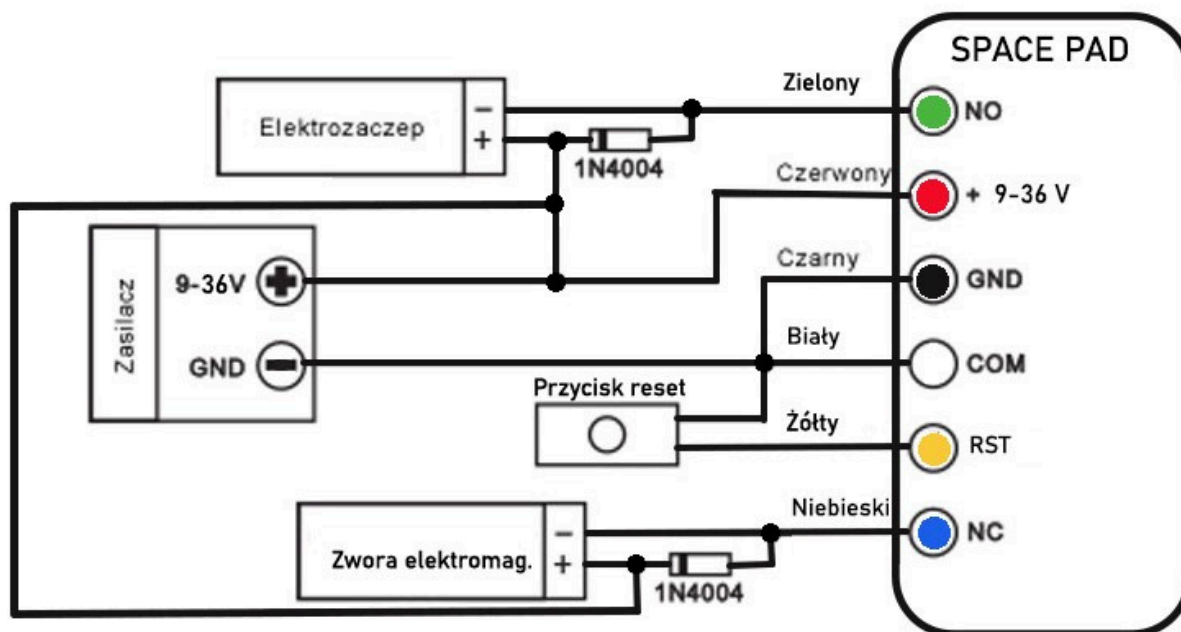 SPACE PAD
Zielony
NO
Elektrozaczep
−
+
1N4004
Czerwony
+ 9-36 V
Zasilacz
9-36V
+
Czarny
GND
GND
−
Biały
COM
Przycisk reset
Żółty
RST
Niebieski
NC
Zwora elektromag.
−
+
1N4004